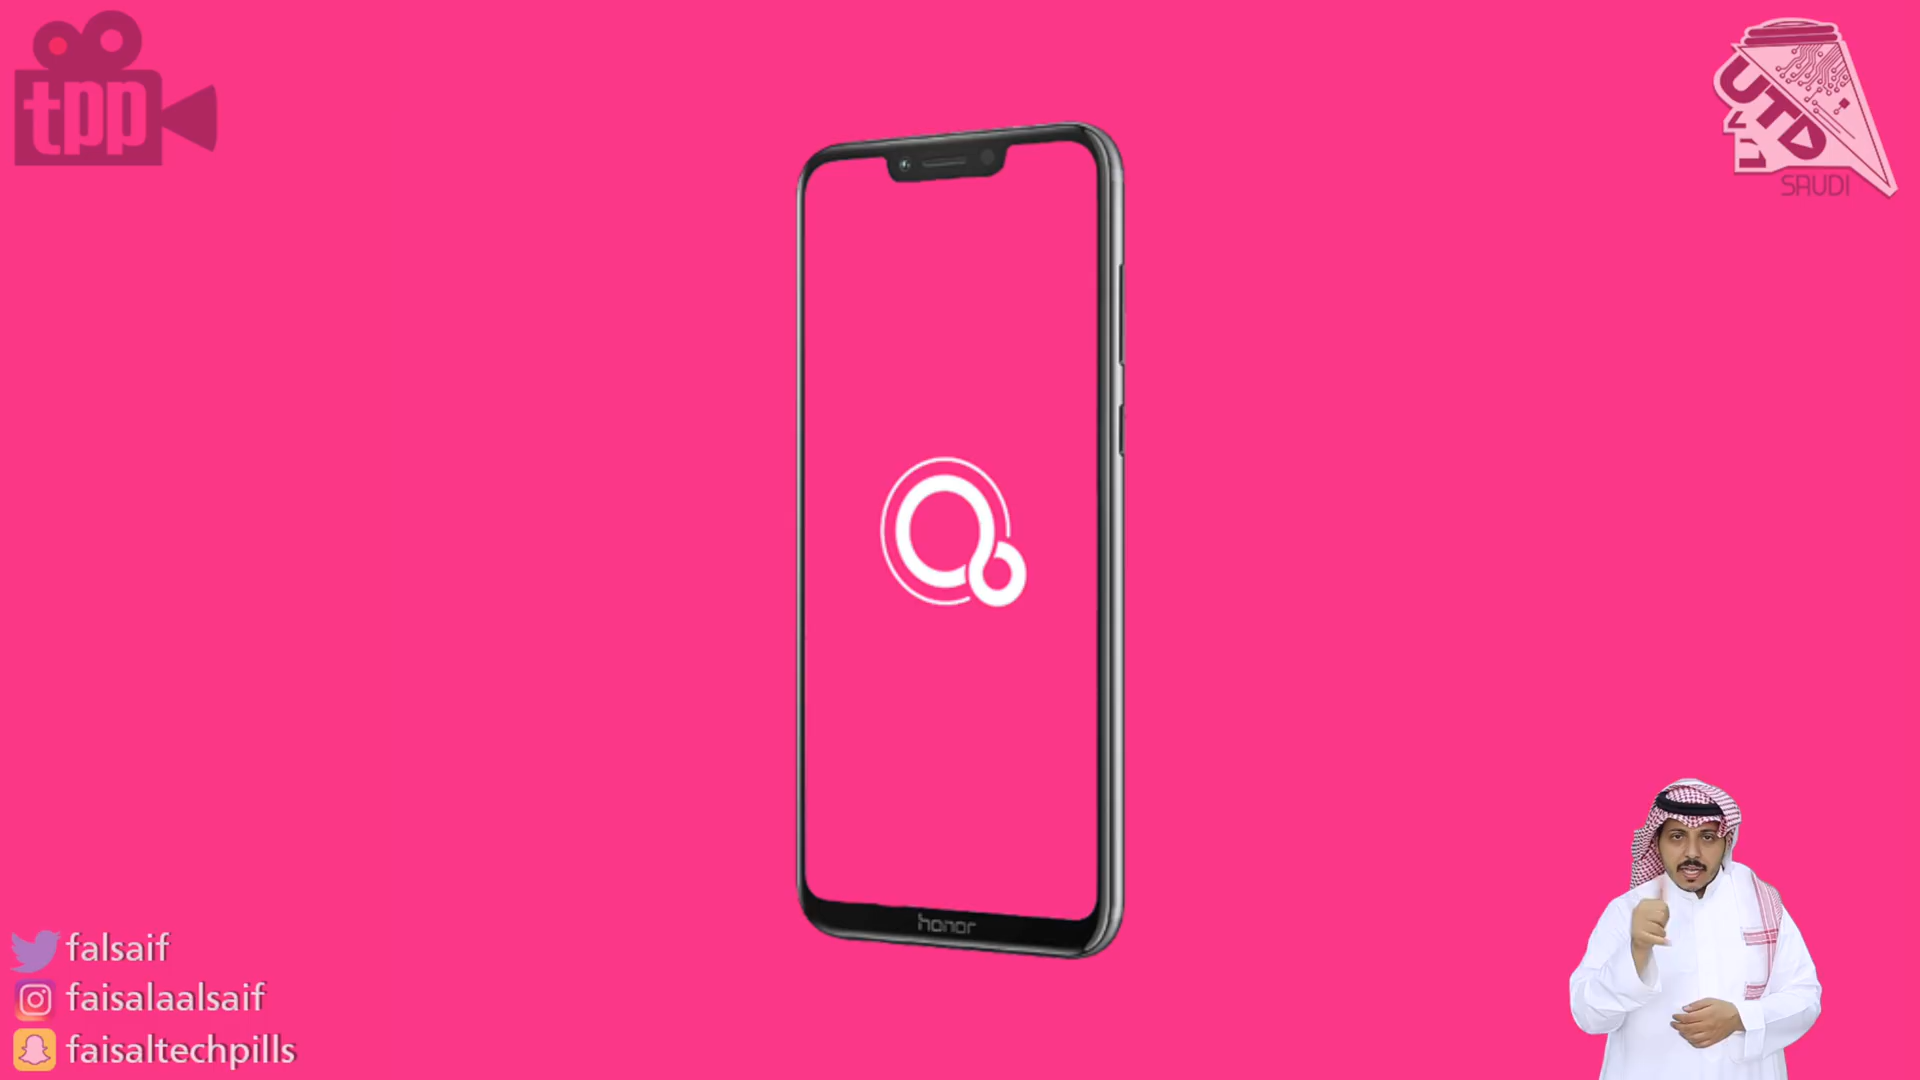 tpp
UTD
SAUDI
honor
falsaif
faisalaalsaif
faisaltechpills